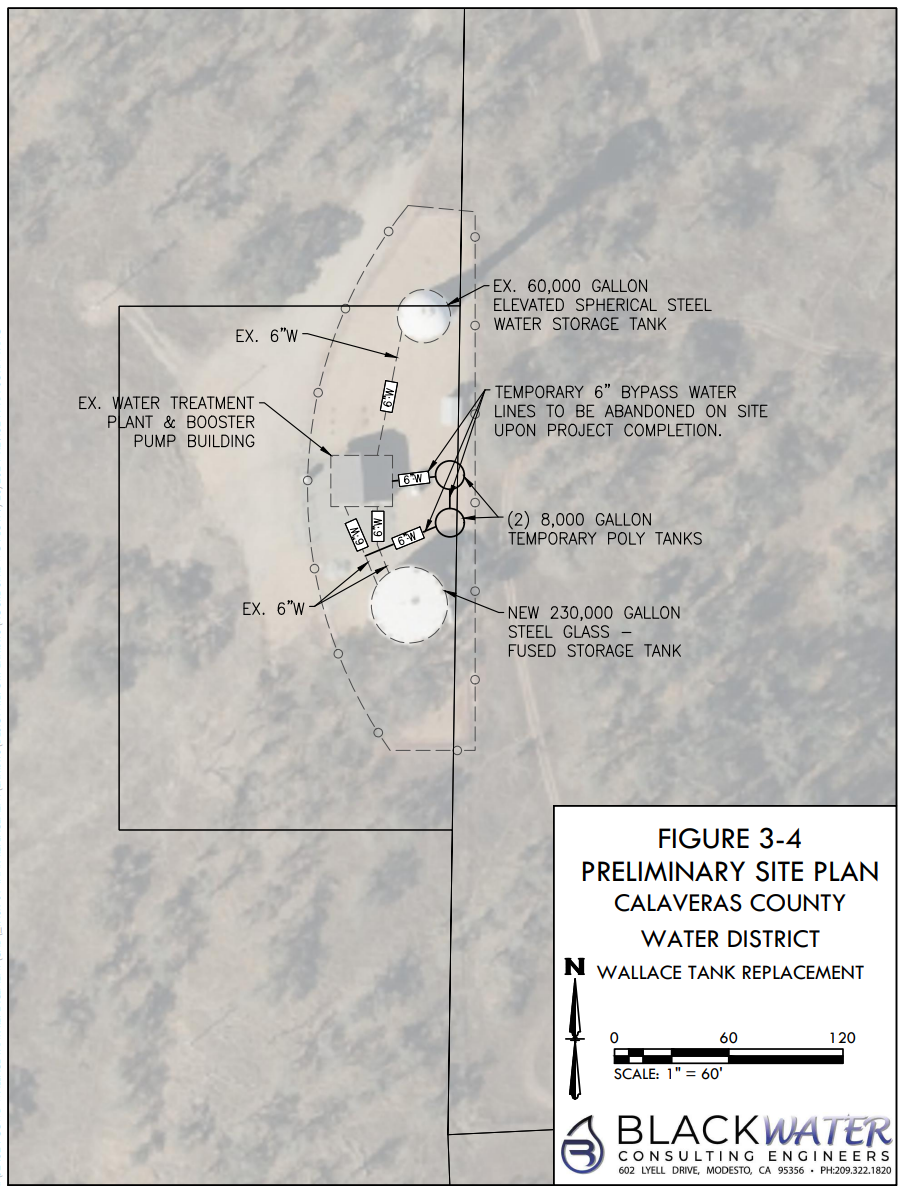 EX. 60,000 GALLON
ELEVATED SPHERICAL STEEL
WATER STORAGE TANK
EX. 6"W
6"W
TEMPORARY 6" BYPASS WATER
LINES TO BE ABANDONED ON SITE
UPON PROJECT COMPLETION.
EX. WATER TREATMENT
PLANT & BOOSTER
PUMP BUILDING
6"W
(2) 8,000 GALLON
TEMPORARY POLY TANKS
6"W
6"W
6"W
EX. 6"W
NEW 230,000 GALLON
STEEL GLASS –
FUSED STORAGE TANK
FIGURE 3-4
PRELIMINARY SITE PLAN
CALAVERAS COUNTY
WATER DISTRICT
WALLACE TANK REPLACEMENT
N
0 60 120
SCALE: 1" = 60'
BLACKWATER
CONSULTING ENGINEERS
602 LYELL DRIVE, MODESTO, CA 95356 • PH:209.322.1820